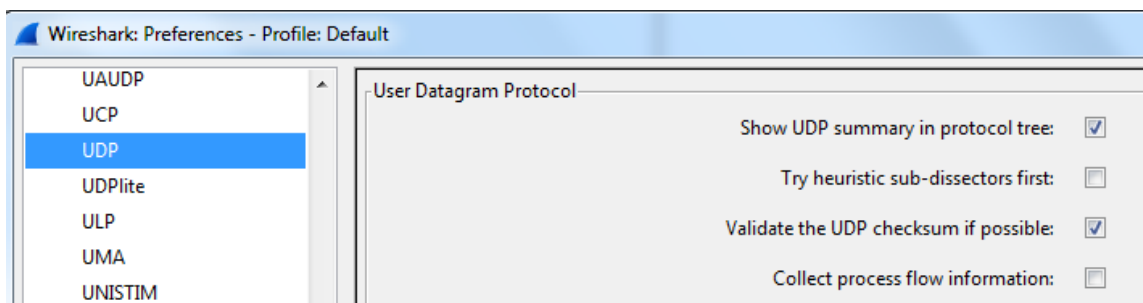 Wireshark: Preferences - Profile: Default
UAUDP
UCP
UDP
UDPlite
ULP
UMA
UNISTIM
User Datagram Protocol
Show UDP summary in protocol tree:
Try heuristic sub-dissectors first:
Validate the UDP checksum if possible:
Collect process flow information: